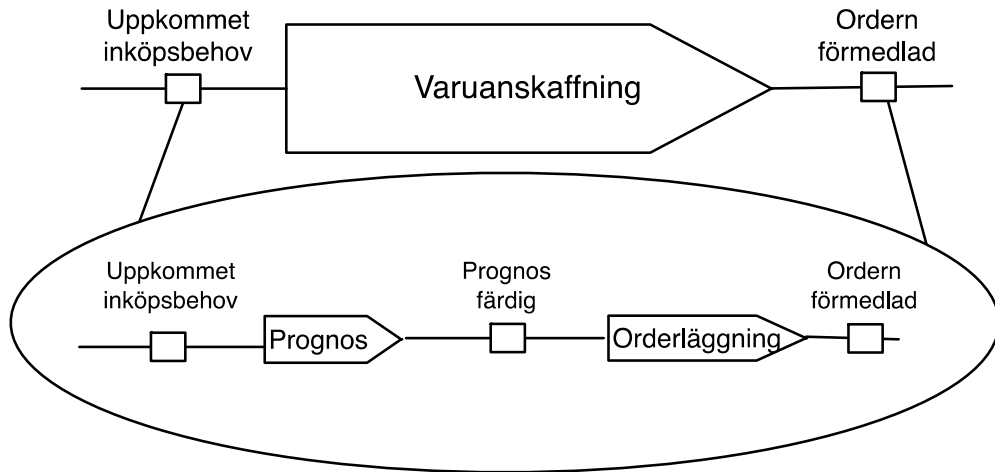 Uppkommet
inköpsbehov
Varuanskaffning
Ordern
förmedlad
Uppkommet
inköpsbehov
Prognos
Prognos
färdig
Orderläggning
Ordern
förmedlad